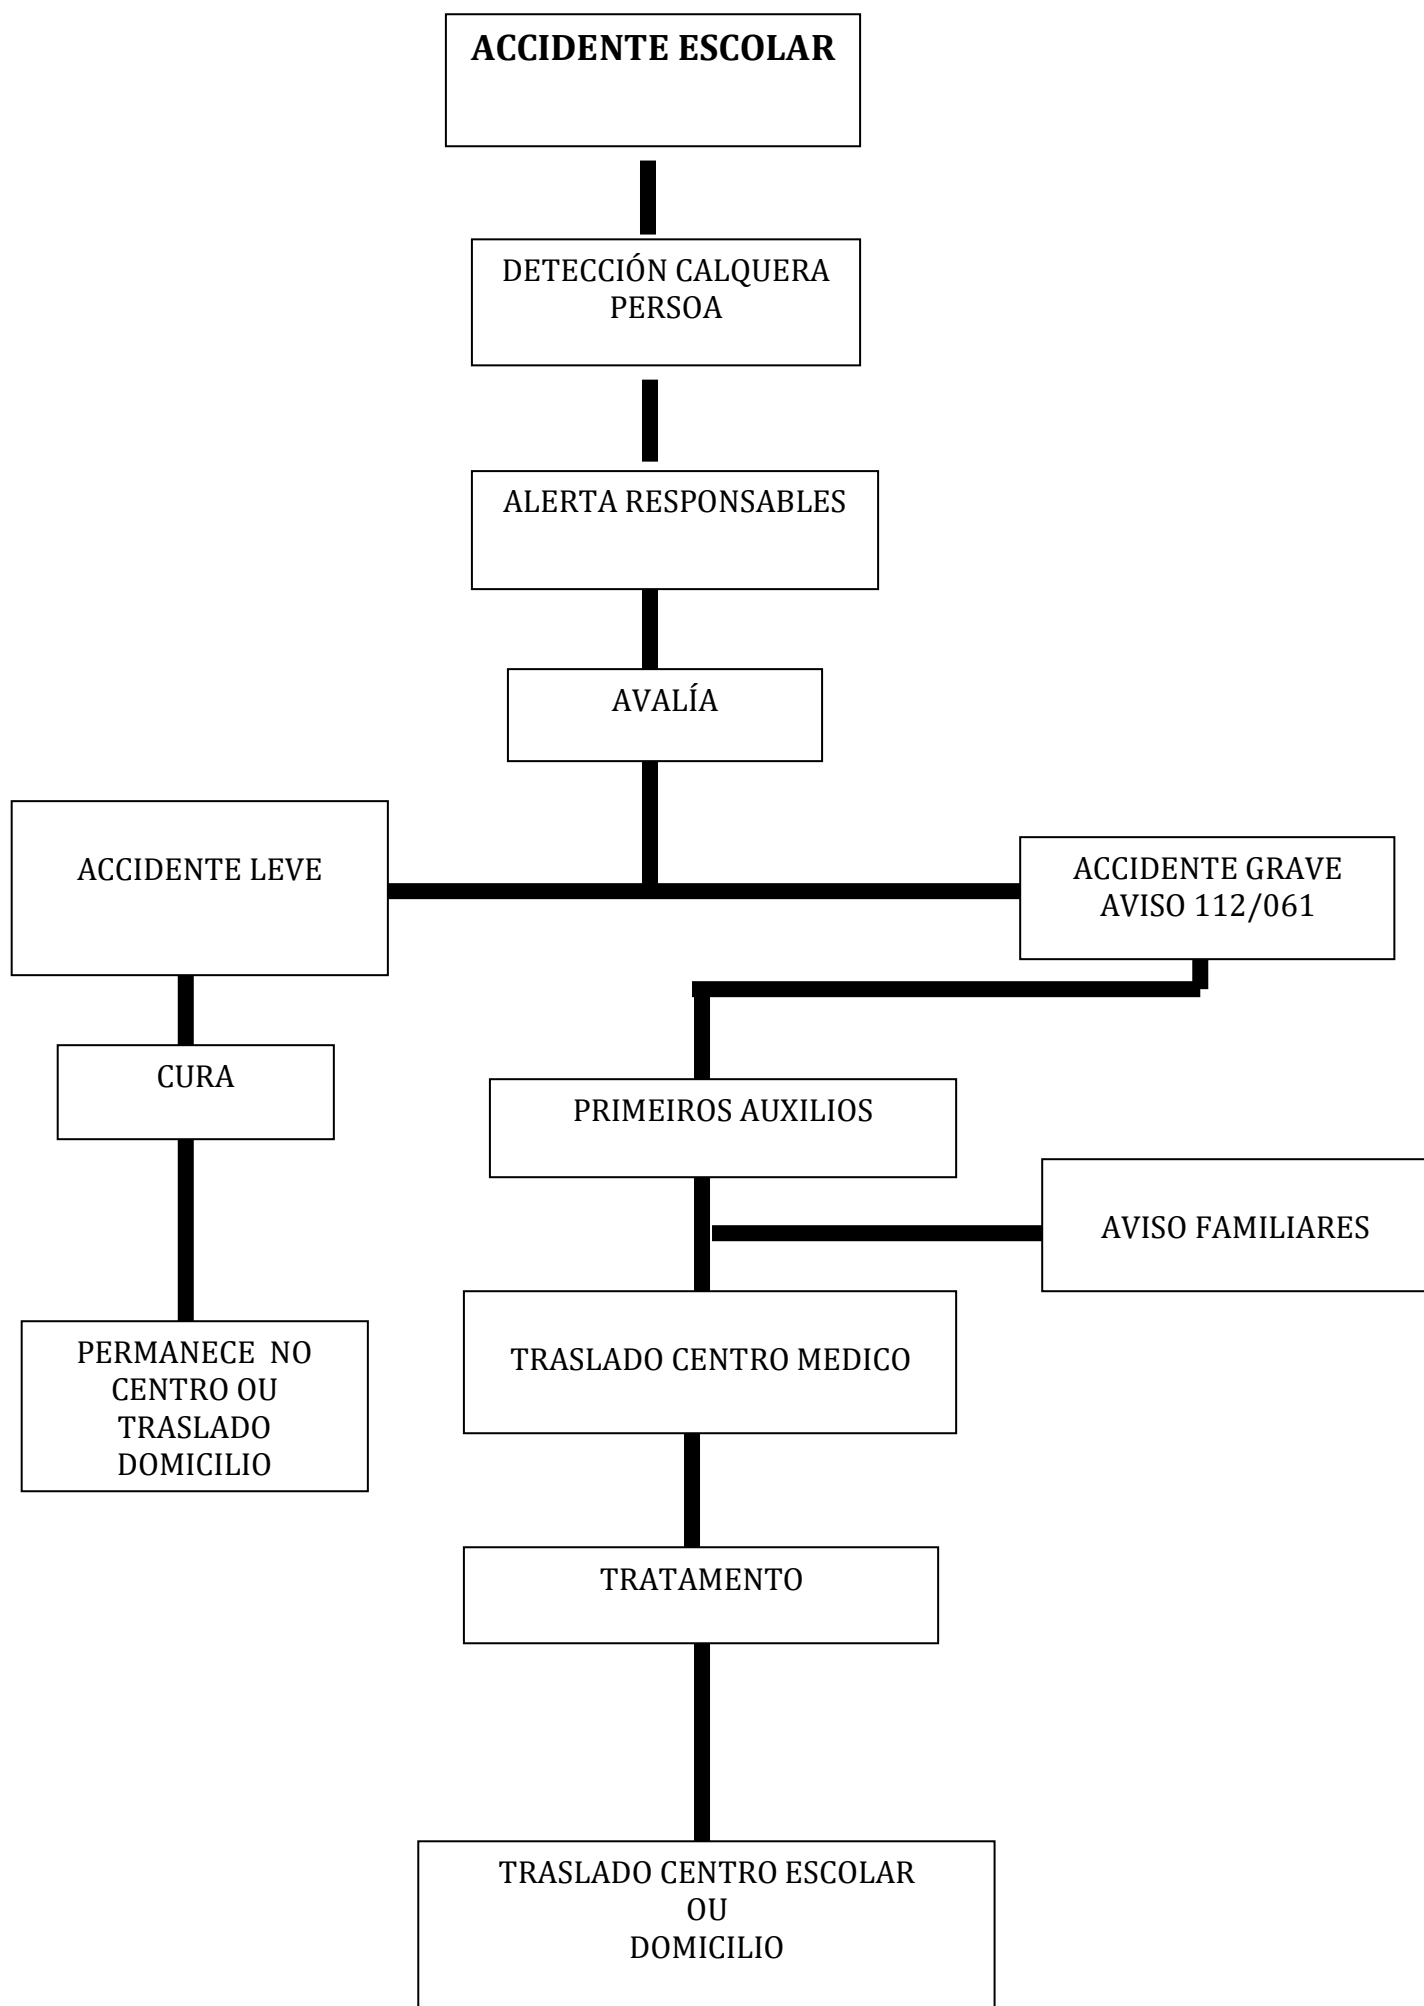 ACCIDENTE ESCOLAR
DETECCIÓN CALQUERA
PERSOA
ALERTA RESPONSABLES
AVALÍA
ACCIDENTE LEVE
ACCIDENTE GRAVE
AVISO 112/061
CURA
PRIMEIROS AUXILIOS
AVISO FAMILIARES
PERMANECE  NO
CENTRO OU
TRASLADO
DOMICILIO
TRASLADO CENTRO MEDICO
TRATAMENTO
TRASLADO CENTRO ESCOLAR
OU
DOMICILIO